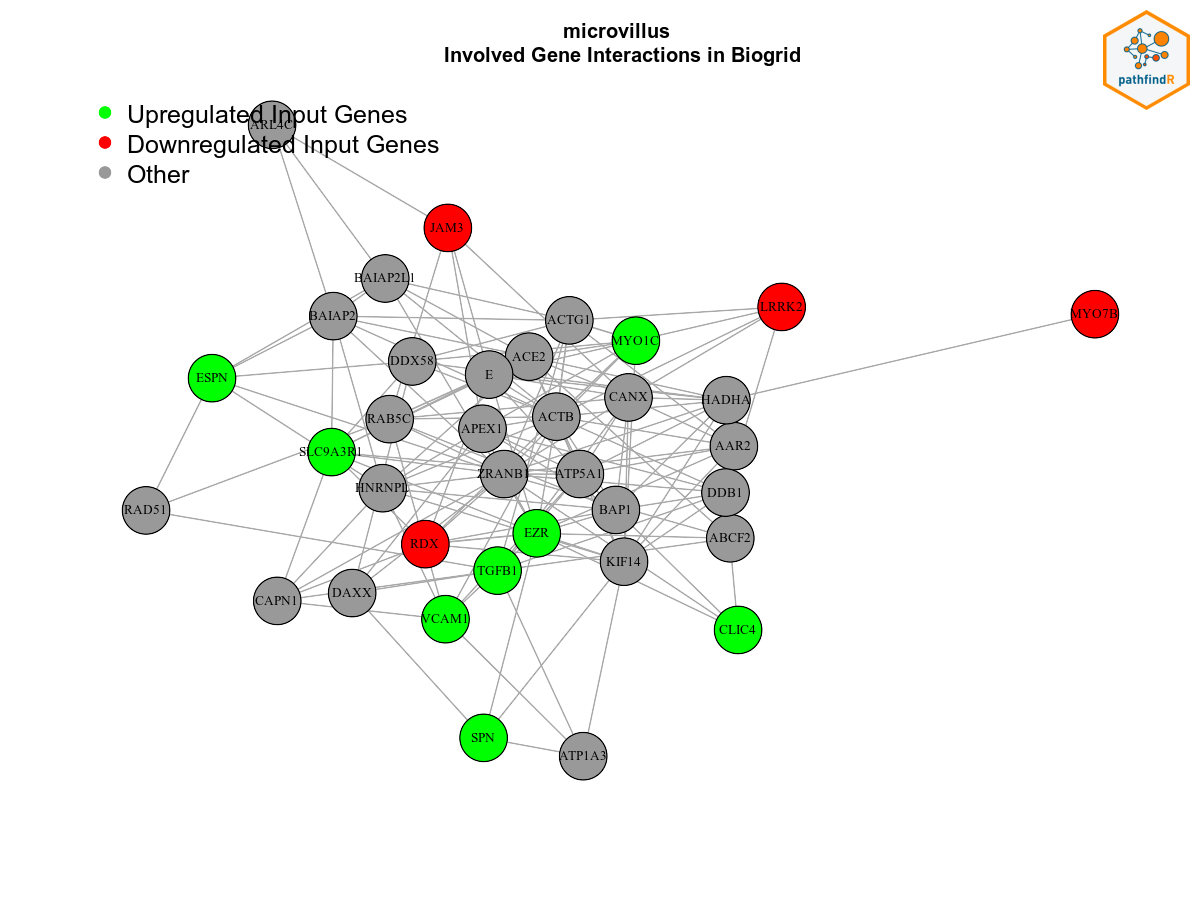 microvillus
Involved Gene Interactions in Biogrid
pathfindR
Upregulated Input Genes
ARL4C
Downregulated Input Genes
Other
JAM3
BAIAP2L1
LRRK2
MYO7B
BAIAP2
ACTG1
MYO1C
DDX58
ACE2
E
ESPN
CANX
HADHA
RAB5C
ACTB
APEX1
SLC9A3R1
AAR2
ZRANB1
ATP5A1
HNRNPL
DDB1
RAD51
BAP1
EZR
ABCF2
RDX
KIF14
TGFB1
CAPN1
DAXX
VCAM1
CLIC4
SPN
ATP1A3